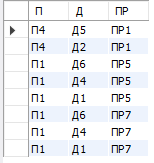 П Д ПР
П4 Д5 ПР1
П4 Д2 ПР1
П1 Д6 ПР5
П1 Д4 ПР5
П1 Д1 ПР5
П1 Д6 ПР7
П1 Д4 ПР7
П1 Д1 ПР7